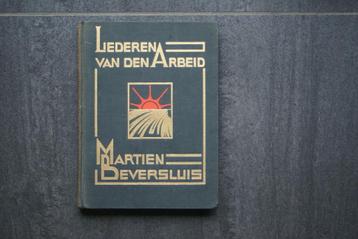 LIEDEREN
VAN DEN ARBEID
MARTIEN
BEVERSLUIS